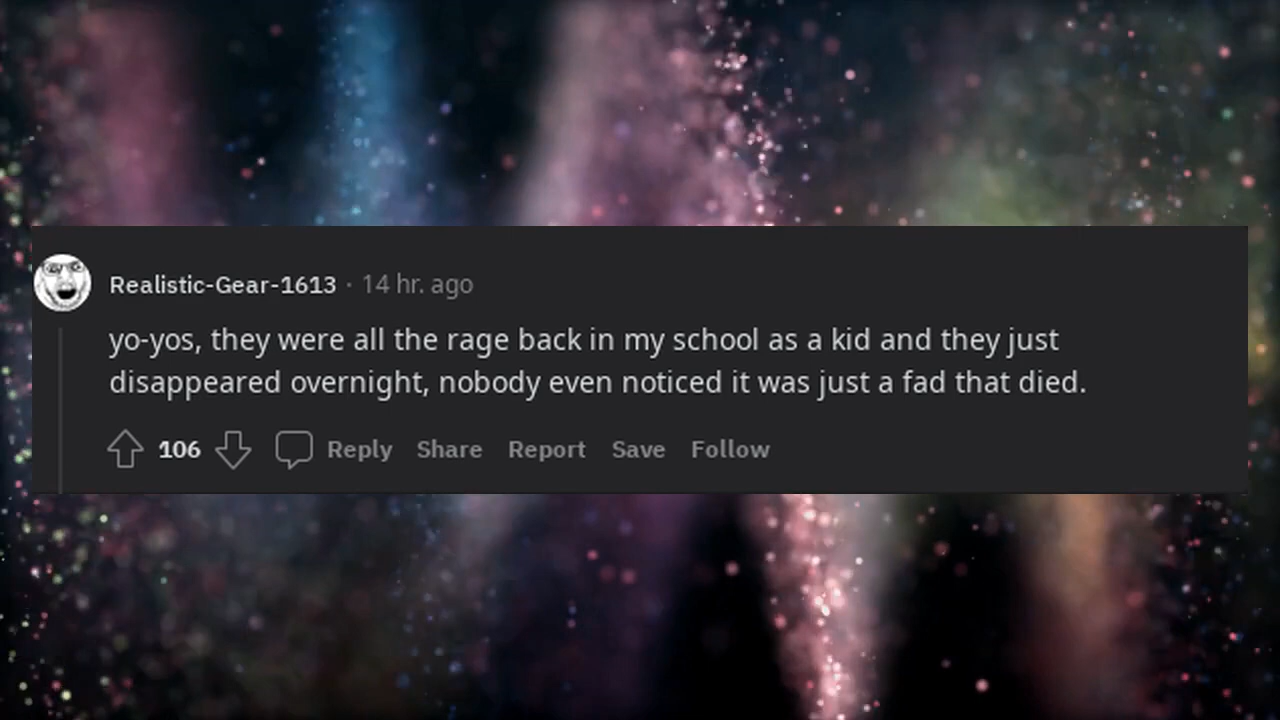 Realistic-Gear-1613 · 14 hr. ago
yo-yos, they were all the rage back in my school as a kid and they just
disappeared overnight, nobody even noticed it was just a fad that died.
106 Reply Share Report Save Follow